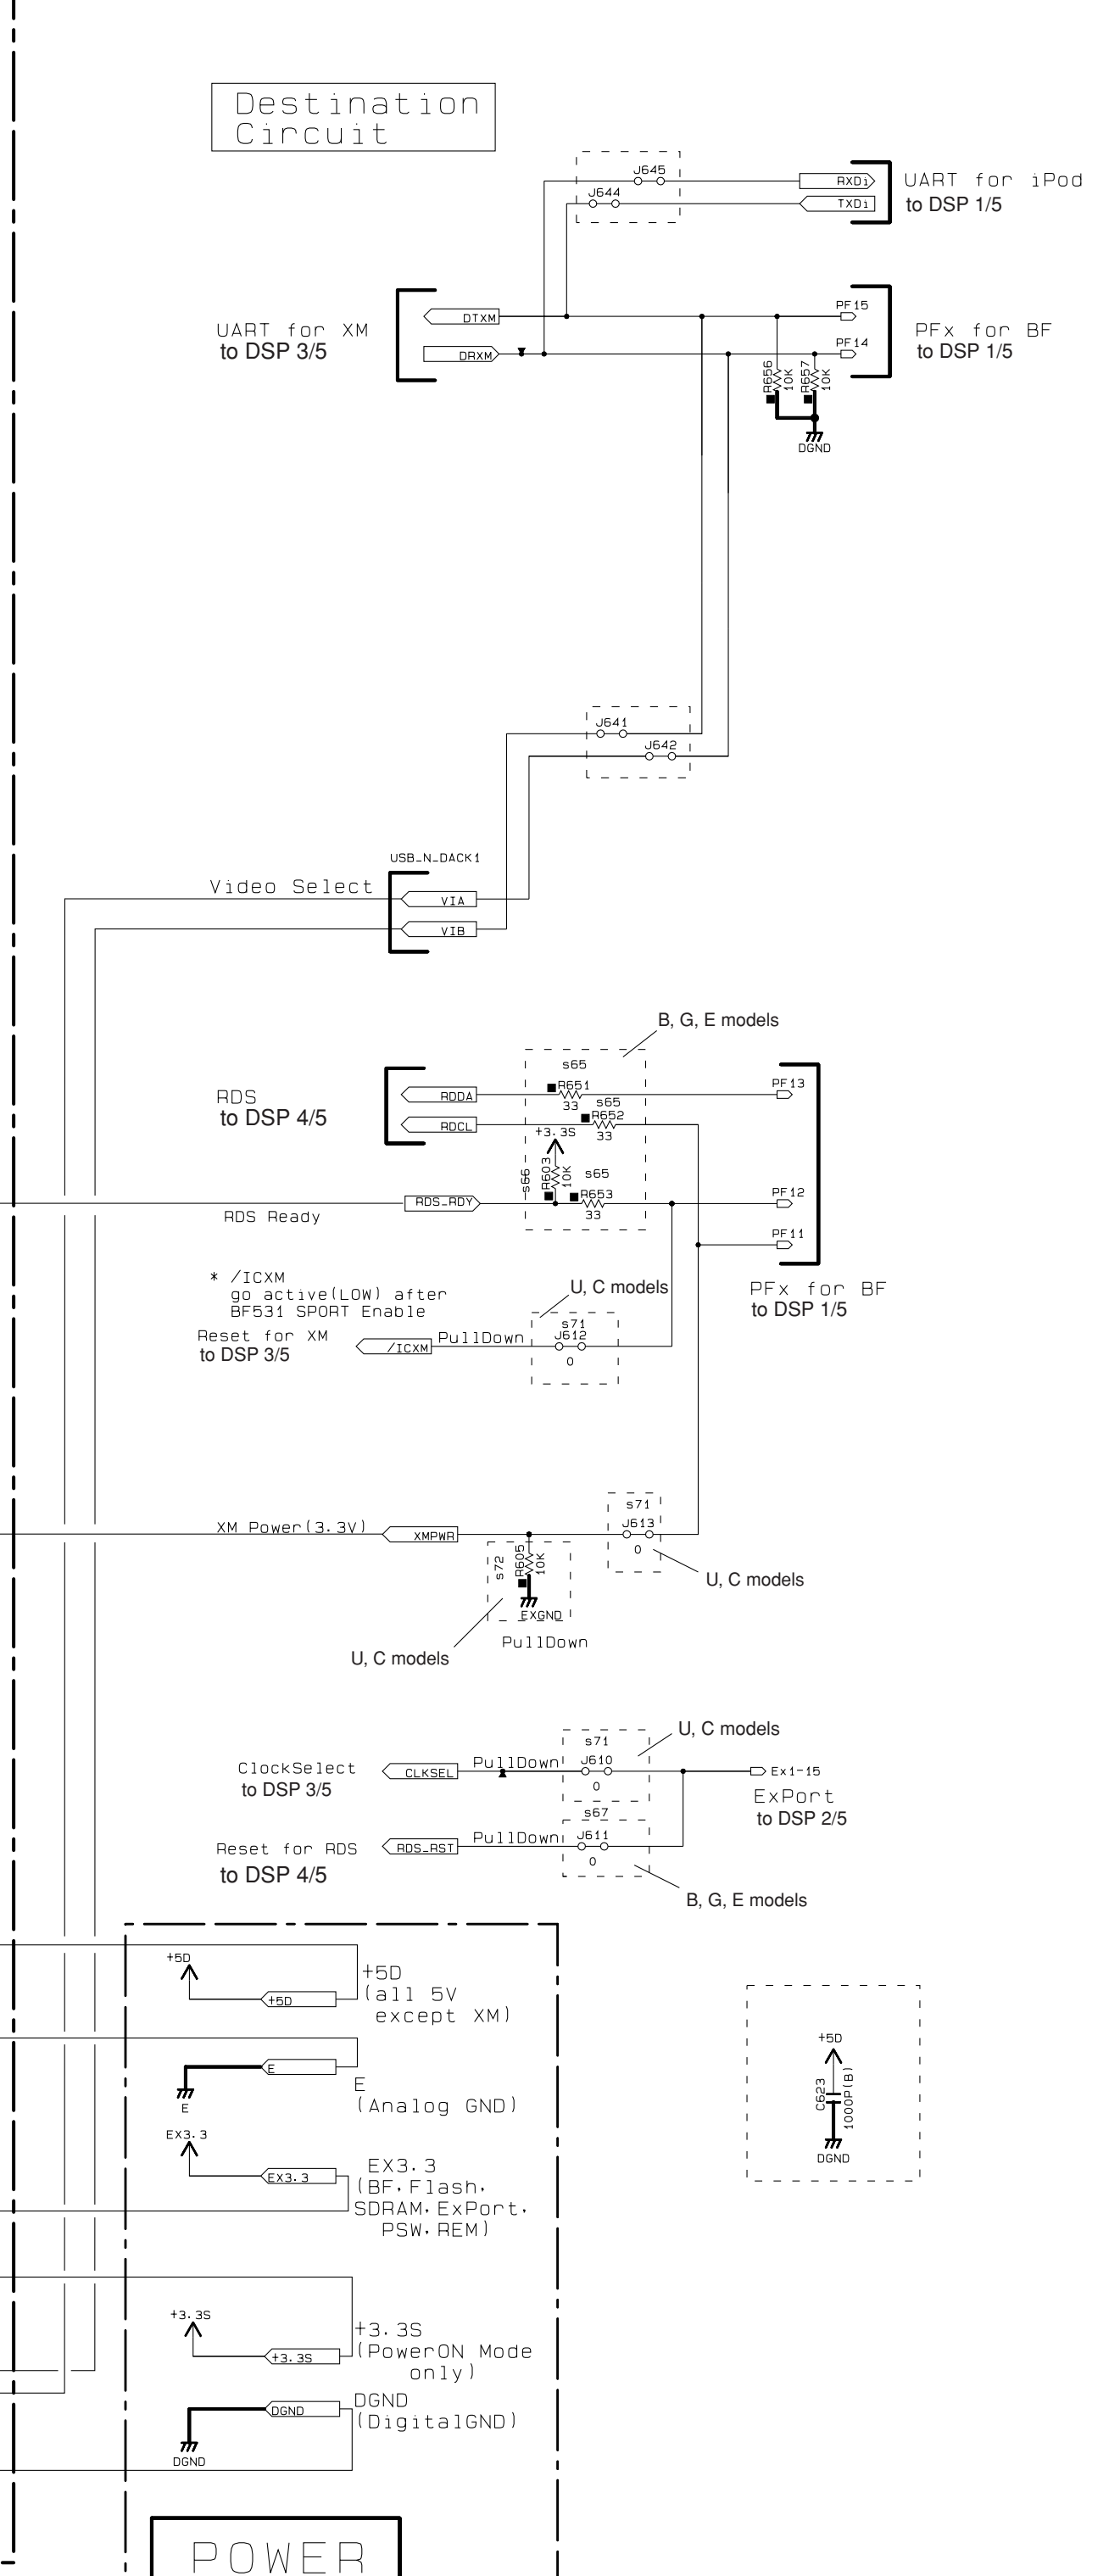 Destination
Circuit
J645
RXDi
UART for iPod
J644
TXDi
to DSP 1/5
UART for XM
to DSP 3/5
DTXM
DRXM
PF15
PF14
PFx for BF
to DSP 1/5
R656
10K
R657
10K
DGND
J641
J642
USB_N_DACK1
Video Select
VIA
VIB
B, G, E models
s65
RDS
to DSP 4/5
RDDA
R651
33
PF13
s65
RDCL
R652
33
+3.3S
s66
R603
10K
s65
RDS_RDY
R653
33
PF12
RDS Ready
PF11
* /ICXM
go active(LOW) after
BF531 SPORT Enable
PFx for BF
to DSP 1/5
U, C models
s71
Reset for XM
to DSP 3/5
/ICXM
PullDown
J612
0
s71
XM Power(3.3V)
XMPWR
J613
0
s72
R605
10K
EXGND
PullDown
U, C models
U, C models
U, C models
s71
ClockSelect
to DSP 3/5
CLKSEL
PullDown
J610
0
Ex1-15
ExPort
to DSP 2/5
s67
Reset for RDS
to DSP 4/5
RDS_RST
PullDown
J611
0
B, G, E models
+5D
+5D
+5D
(all 5V
except XM)
E
E
E
(Analog GND)
EX3.3
EX3.3
EX3.3
(BF,Flash,
SDRAM,ExPort,
PSW,REM)
+3.3S
+3.3S
+3.3S
(PowerON Mode
only)
DGND
DGND
DGND
(DigitalGND)
+5D
C623
1000P(B)
DGND
POWER